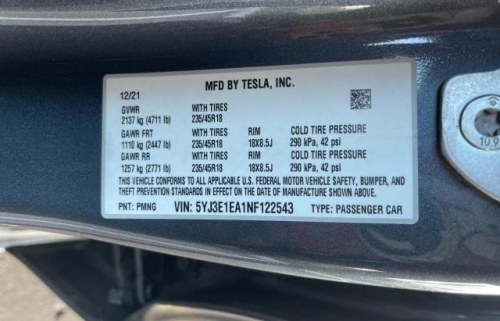 MFD BY TESLA, INC.
12/21
GVWR WITH TIRES
2137 kg (4711 lb) 235/45R18
GAWR FRT WITH TIRES RIM COLD TIRE PRESSURE
1110 kg (2447 lb) 235/45R18 18X8.5J 290 kPa, 42 psi
GAWR RR WITH TIRES RIM COLD TIRE PRESSURE
1257 kg (2771 lb) 235/45R18 18X8.5J 290 kPa, 42 psi
THIS VEHICLE CONFORMS TO ALL APPLICABLE U.S. FEDERAL MOTOR VEHICLE SAFETY, BUMPER, AND
THEFT PREVENTION STANDARDS IN EFFECT ON THE DATE OF MANUFACTURE SHOWN ABOVE.
PNT: PMNG VIN: 5YJ3E1EA1NF122543 TYPE: PASSENGER CAR